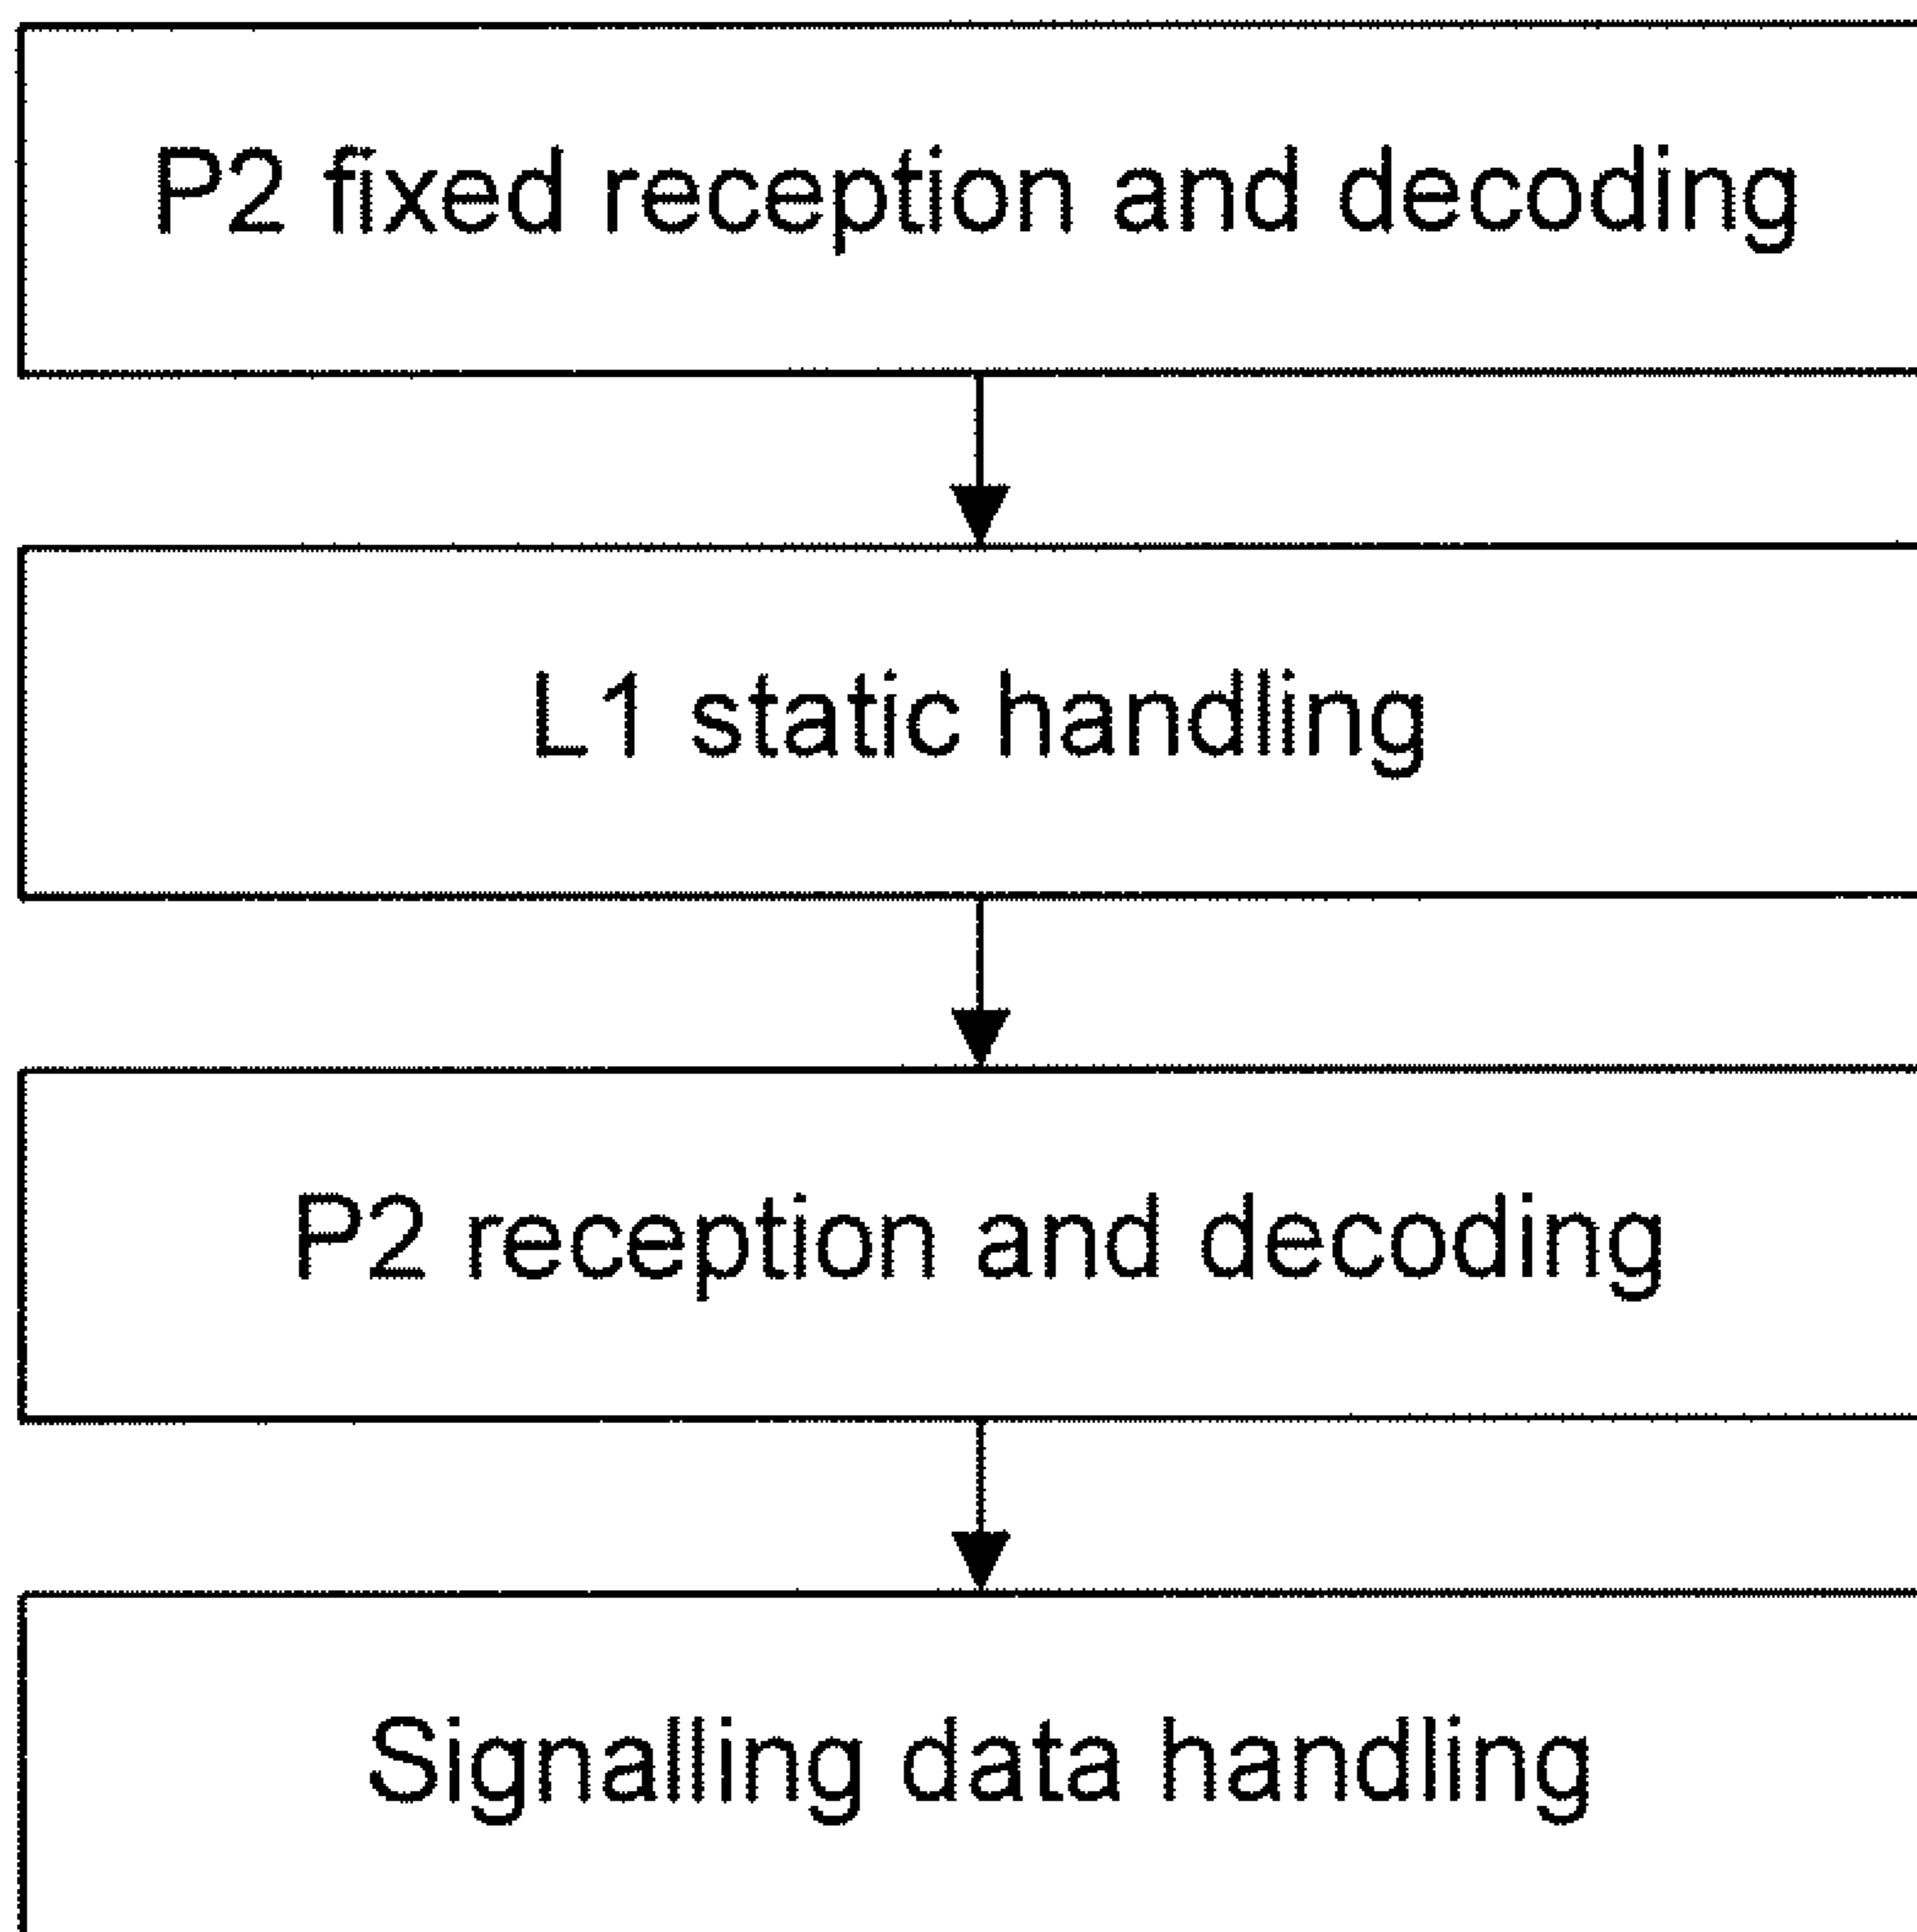 P2 fixed reception and decoding
L1 static handling
P2 reception and decoding
Signalling data handling